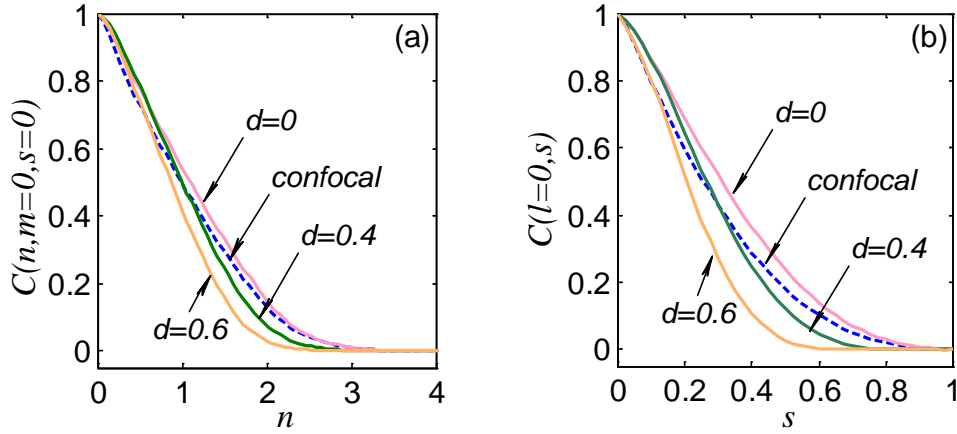 (a)
C(n,m=0,s=0)
1
0.8
0.6
0.4
0.2
0
d=0
confocal
d=0.4
d=0.6
0 1 2 3 4
n
(b)
C(l=0,s)
1
0.8
0.6
0.4
0.2
0
d=0
confocal
d=0.4
d=0.6
0 0.2 0.4 0.6 0.8 1
s